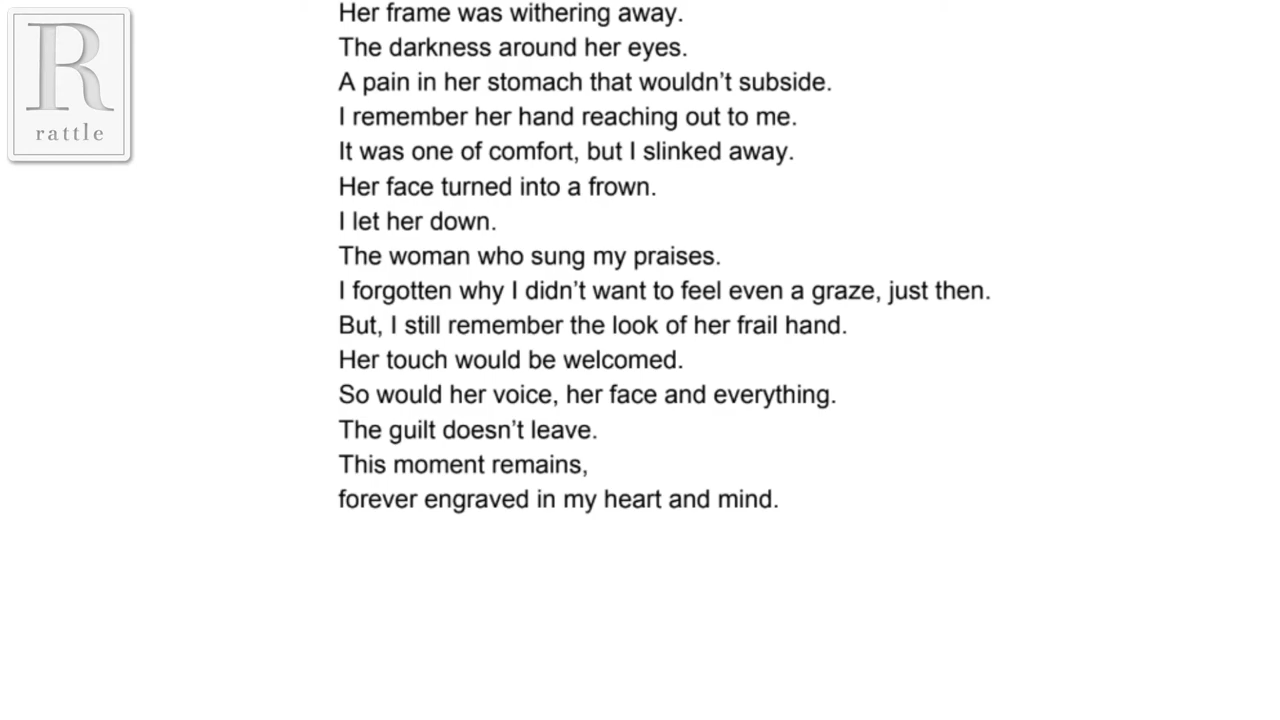 R
rattle
Her frame was withering away.
The darkness around her eyes.
A pain in her stomach that wouldn’t subside.
I remember her hand reaching out to me.
It was one of comfort, but I slinked away.
Her face turned into a frown.
I let her down.
The woman who sung my praises.
I forgotten why I didn’t want to feel even a graze, just then.
But, I still remember the look of her frail hand.
Her touch would be welcomed.
So would her voice, her face and everything.
The guilt doesn’t leave.
This moment remains,
forever engraved in my heart and mind.